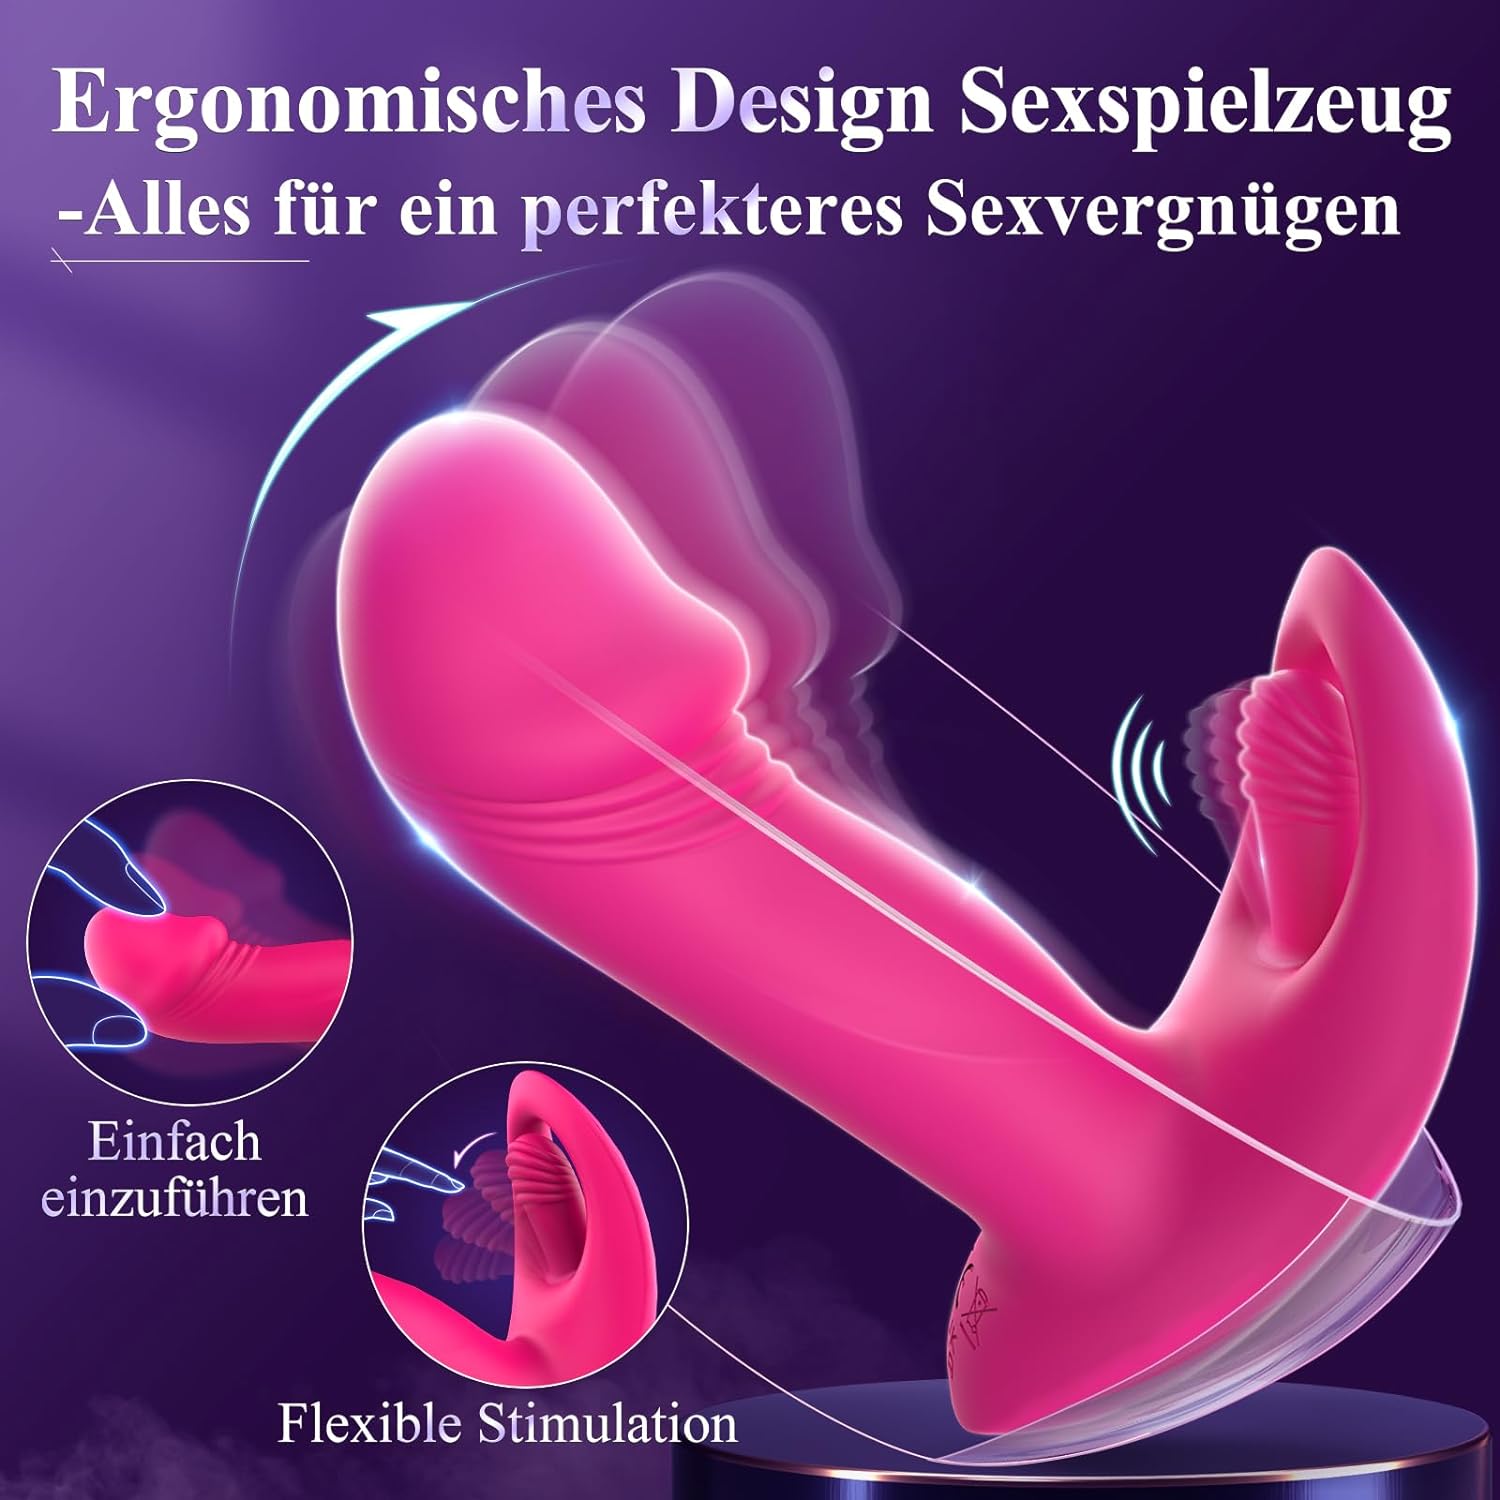 Ergonomisches Design Sexspielzeug
-Alles für ein perfekteres Sexvergnügen
Einfach
einzuführen
Flexible Stimulation